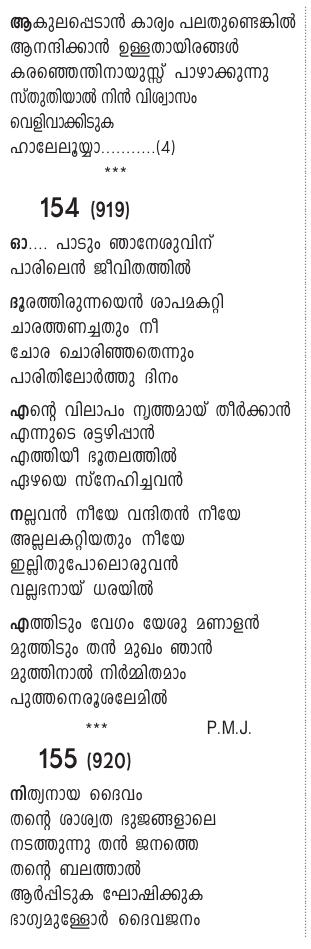 ആകുലപ്പെടാൻ കാര്യം പലതുണ്ടെങ്കിൽ
ആനന്ദിക്കാൻ ഉള്ളതായിരങ്ങൾ
കരഞ്ഞെന്തിനായുസ്സ് പാഴാക്കുന്നു
സ്തുതിയാൽ നിൻ വിശ്വാസം
വെളിവാക്കിടുക
ഹാലേലൂയ്യാ...........(4)
***
154 (919)
ഓ.... പാടും ഞാനേശുവിന്
പാരിലെൻ ജീവിതത്തിൽ
ദൂരത്തിരുന്നയെൻ ശാപമകറ്റി
ചാരത്തണച്ചതും നീ
ചോര ചൊരിഞ്ഞതെന്നും
പാരിതിലോർത്തു ദിനം
എന്റെ വിലാപം നൃത്തമായ് തീർക്കാൻ
എന്നുടെ രട്ടഴിപ്പാൻ
എത്തിയീ ഭൂതലത്തിൽ
ഏഴയെ സ്നേഹിച്ചവൻ
നല്ലവൻ നീയേ വന്ദിതൻ നീയേ
അല്ലലകറ്റിയതും നീയേ
ഇല്ലിതുപോലൊരുവൻ
വല്ലഭനായ് ധരയിൽ
എത്തിടും വേഗം യേശു മണാളൻ
മുത്തിടും തൻ മുഖം ഞാൻ
മുത്തിനാൽ നിർമ്മിതമാം
പുത്തനെരൂശലേമിൽ
*** P.M.J.
155 (920)
നിത്യനായ ദൈവം
തന്റെ ശാശ്വത ഭുജങ്ങളാലെ
നടത്തുന്നു തൻ ജനത്തെ
തന്റെ ബലത്താൽ
ആർപ്പിടുക ഘോഷിക്കുക
ഭാഗ്യമുള്ളോർ ദൈവജനം